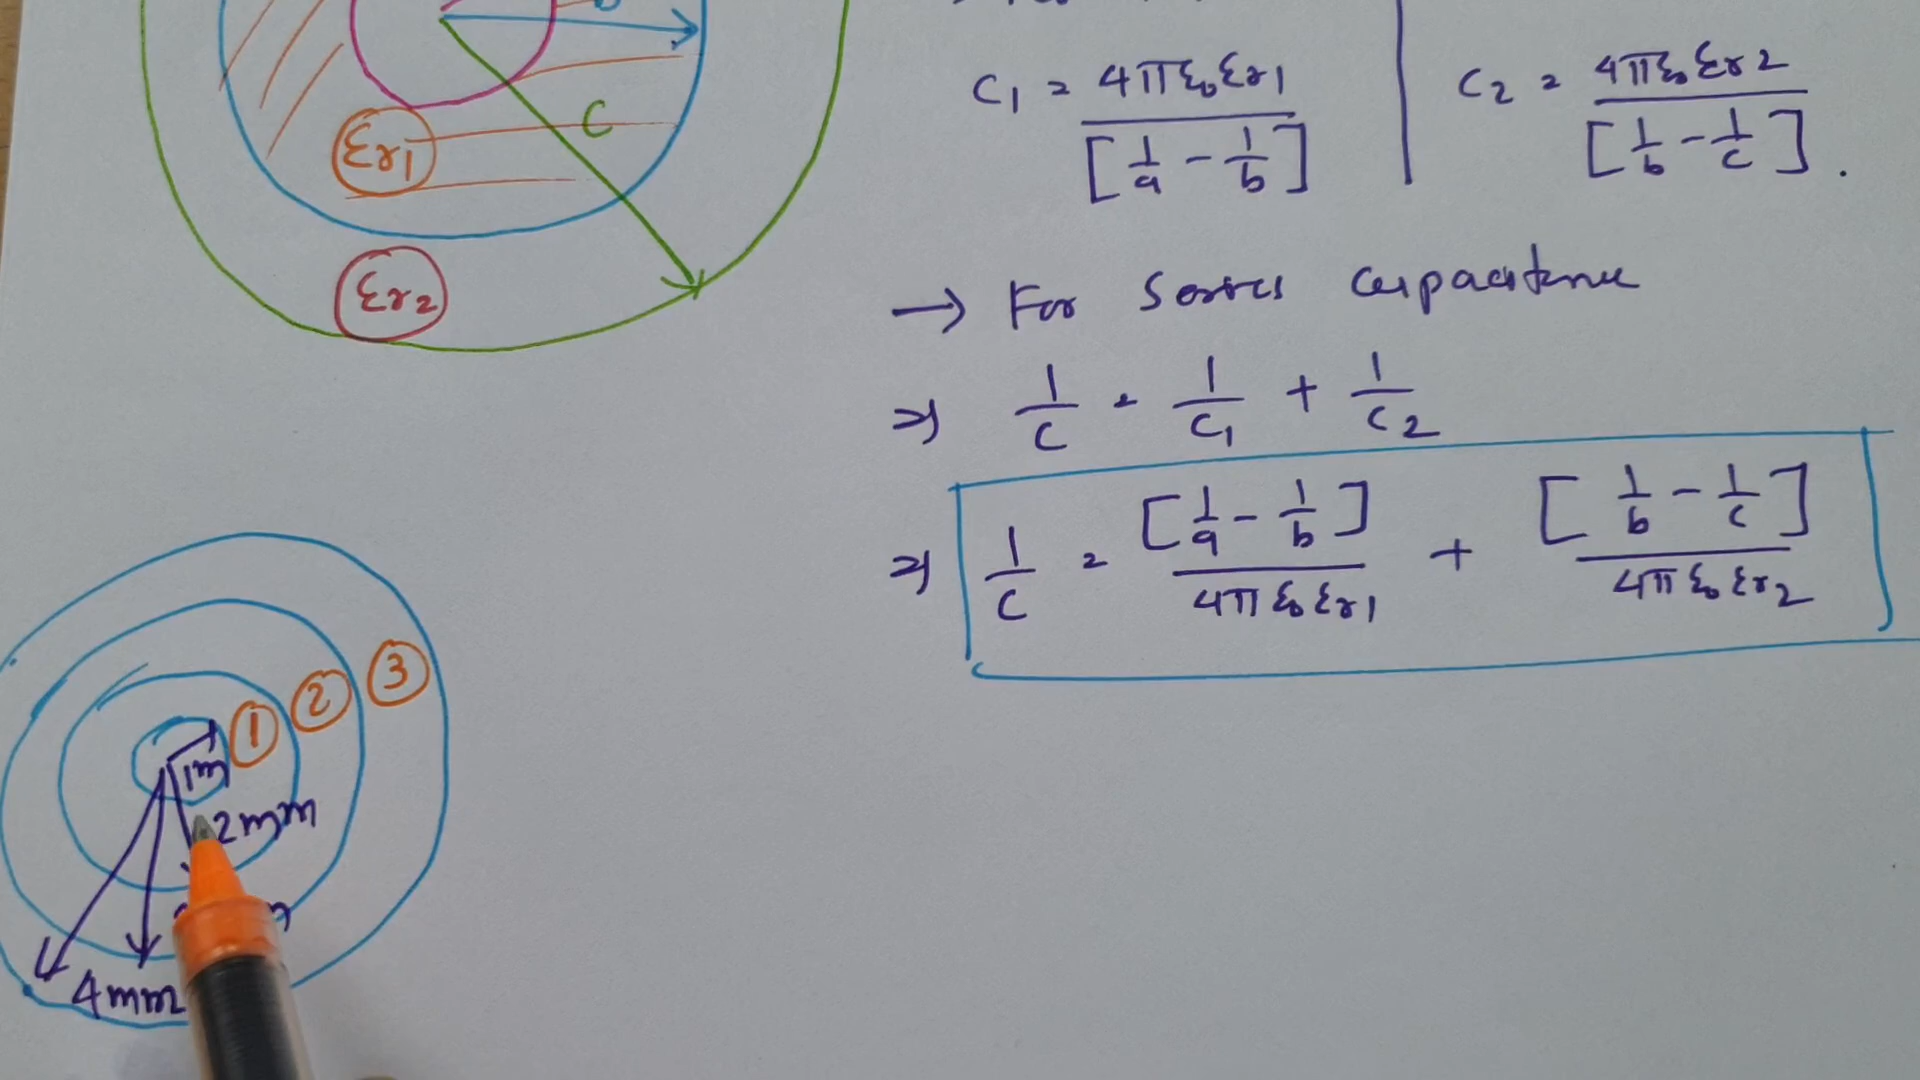 C
εr1
εr2
C1 = 4πε0εr1 / [1/a - 1/b]
C2 = 4πε0εr2 / [1/b - 1/c].
→ For Series Capacitance
⇒ 1/C = 1/C1 + 1/C2
⇒ 1/C = [1/a - 1/b] / 4πε0εr1 + [1/b - 1/c] / 4πε0εr2
1 2 3
1m
2mm
4mm